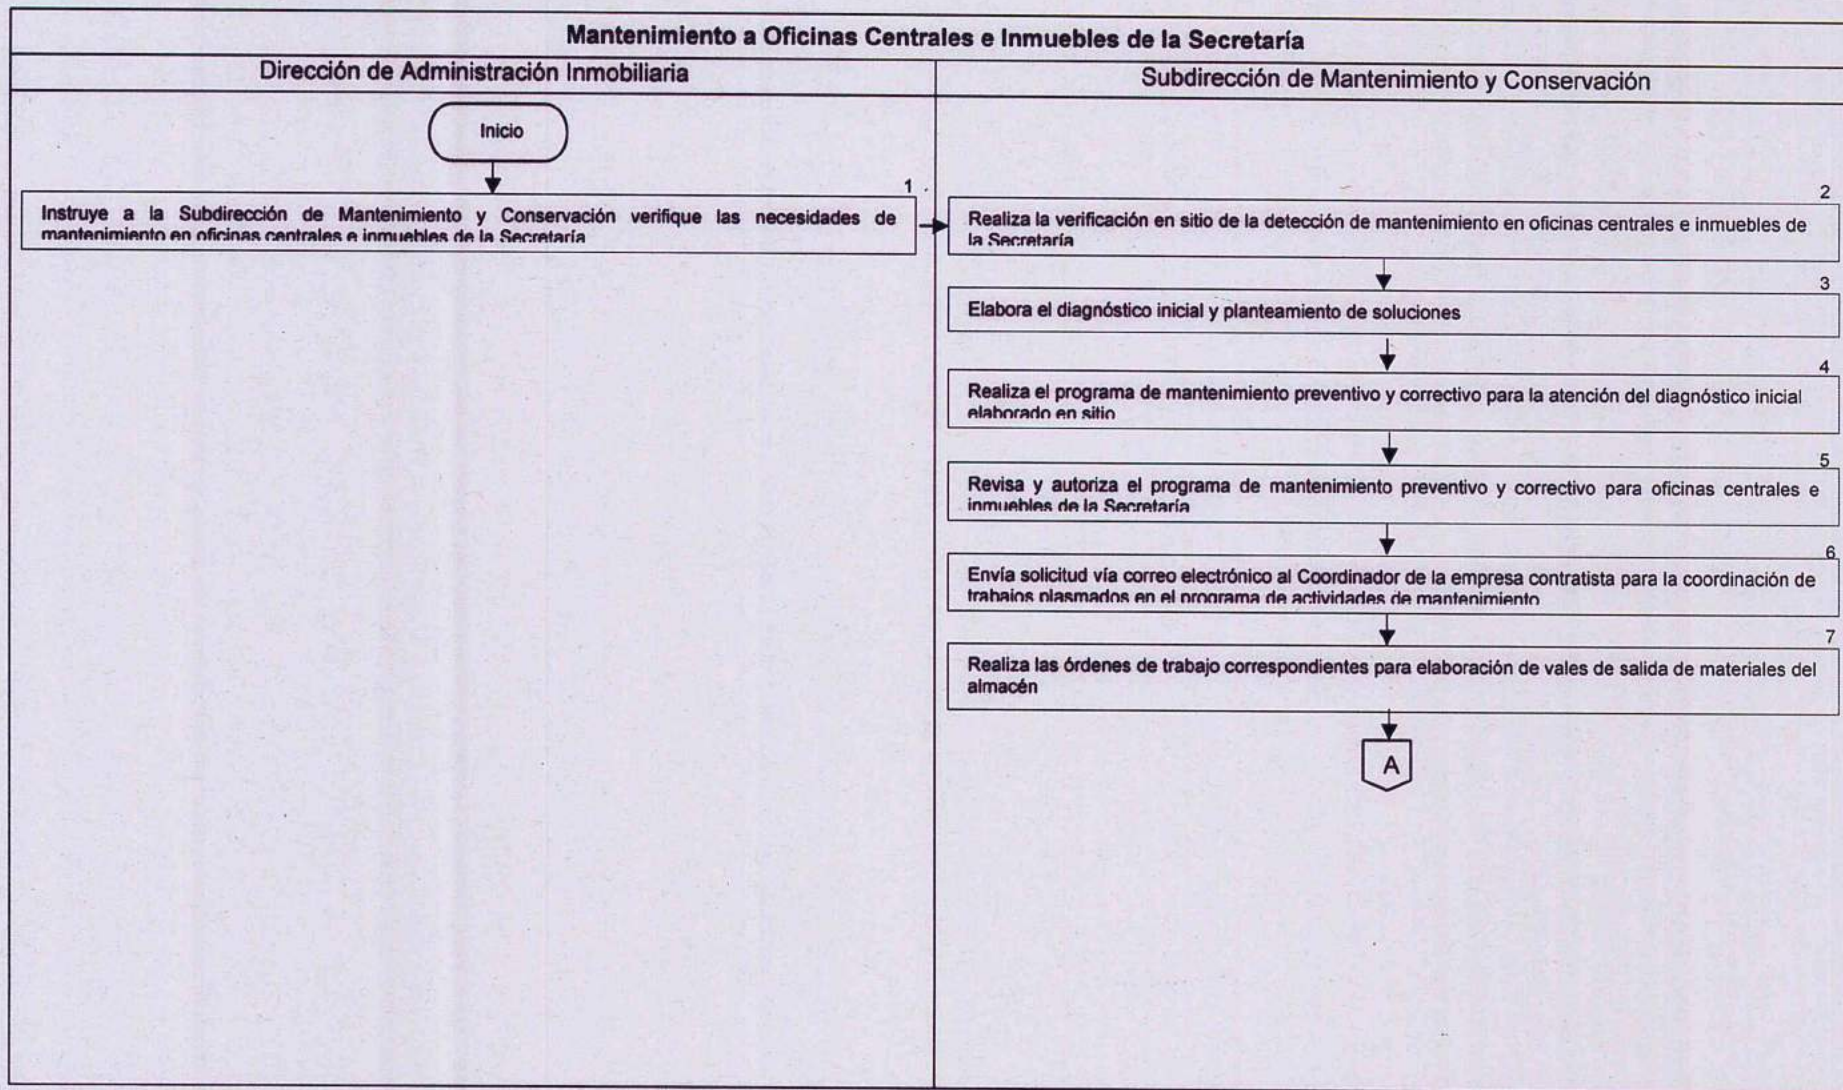 Mantenimiento a Oficinas Centrales e Inmuebles de la Secretaría
Dirección de Administración Inmobiliaria
Subdirección de Mantenimiento y Conservación
Inicio
1
Instruye a la Subdirección de Mantenimiento y Conservación verifique las necesidades de
mantenimiento en oficinas centrales e inmuebles de la Secretaría
2
Realiza la verificación en sitio de la detección de mantenimiento en oficinas centrales e inmuebles de
la Secretaría
3
Elabora el diagnóstico inicial y planteamiento de soluciones
4
Realiza el programa de mantenimiento preventivo y correctivo para la atención del diagnóstico inicial
elaborado en sitio
5
Revisa y autoriza el programa de mantenimiento preventivo y correctivo para oficinas centrales e
inmuebles de la Secretaría
6
Envía solicitud vía correo electrónico al Coordinador de la empresa contratista para la coordinación de
trabajos plasmados en el programa de actividades de mantenimiento
7
Realiza las órdenes de trabajo correspondientes para elaboración de vales de salida de materiales del
almacén
A